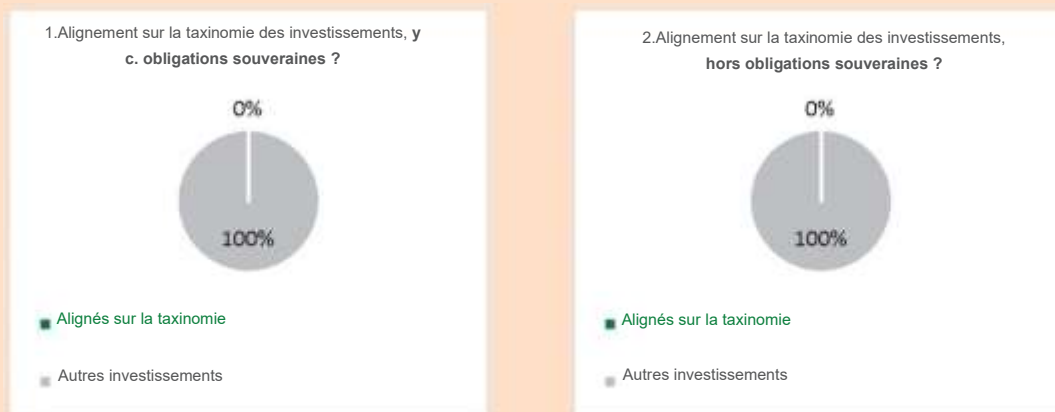 1.Alignement sur la taxinomie des investissements, y
c. obligations souveraines ?
0%
100%
Alignés sur la taxinomie
Autres investissements
2.Alignement sur la taxinomie des investissements,
hors obligations souveraines ?
0%
100%
Alignés sur la taxinomie
Autres investissements